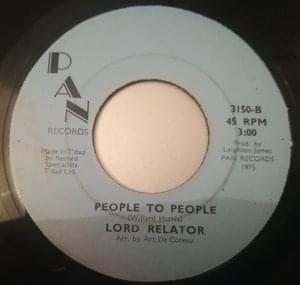 PAN
RECORDS
Made in T'dad
by Record
Specialists
T'dad Ltd.
3150-B
45 RPM
3:00
Prod. by
Leighton James
PAN RECORDS
1975
PEOPLE TO PEOPLE
(Willard Harris)
LORD RELATOR
Arr. by Art De Coteau